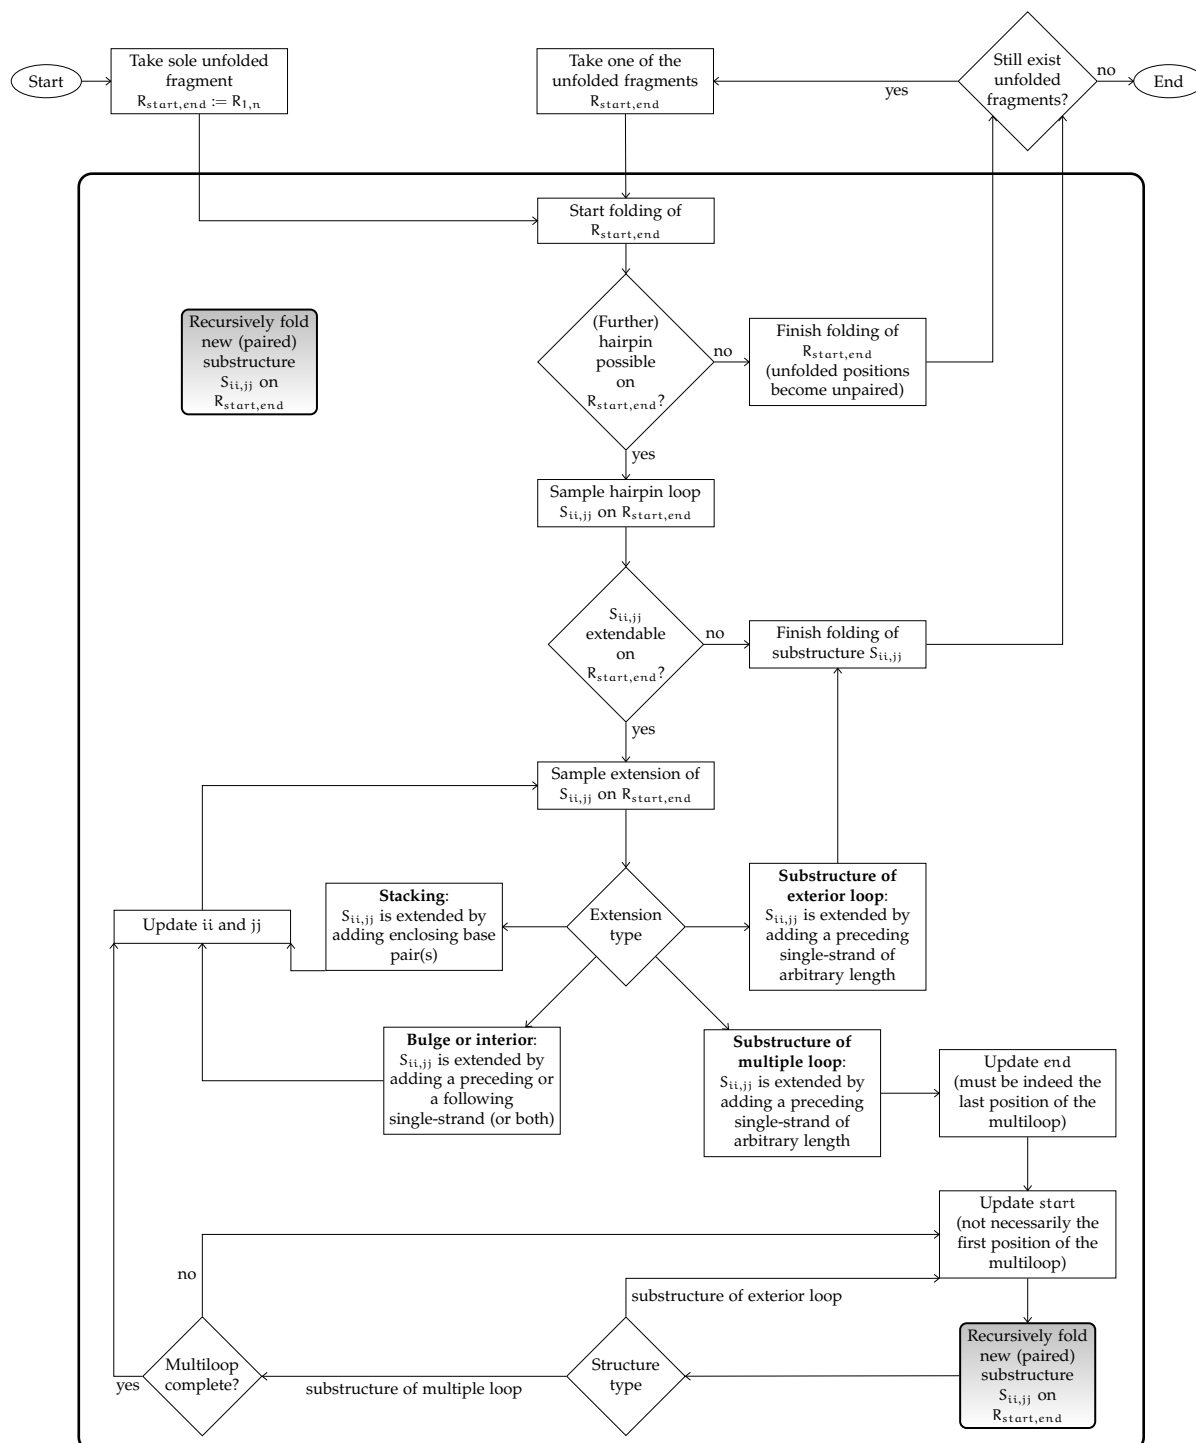 Start
Take sole unfolded
fragment
R_start,end := R_1,n
Take one of the
unfolded fragments
R_start,end
Still exist
unfolded
fragments?
no
End
yes
Start folding of
R_start,end
Recursively fold
new (paired)
substructure
S_ii,jj on
R_start,end
(Further)
hairpin
possible
on
R_start,end?
no
Finish folding of
R_start,end
(unfolded positions
become unpaired)
yes
Sample hairpin loop
S_ii,jj on R_start,end
S_ii,jj
extendable
on
R_start,end?
no
Finish folding of
substructure S_ii,jj
yes
Sample extension of
S_ii,jj on R_start,end
Update ii and jj
Stacking:
S_ii,jj is extended by
adding enclosing base
pair(s)
Extension
type
Substructure of
exterior loop:
S_ii,jj is extended by
adding a preceding
single-strand of
arbitrary length
Bulge or interior:
S_ii,jj is extended by
adding a preceding or
a following
single-strand (or both)
Substructure of
multiple loop:
S_ii,jj is extended by
adding a preceding
single-strand of
arbitrary length
Update end
(must be indeed the
last position of the
multiloop)
Update start
(not necessarily the
first position of the
multiloop)
no
substructure of exterior loop
Multiloop
complete?
yes
substructure of multiple loop
Structure
type
Recursively fold
new (paired)
substructure
S_ii,jj on
R_start,end